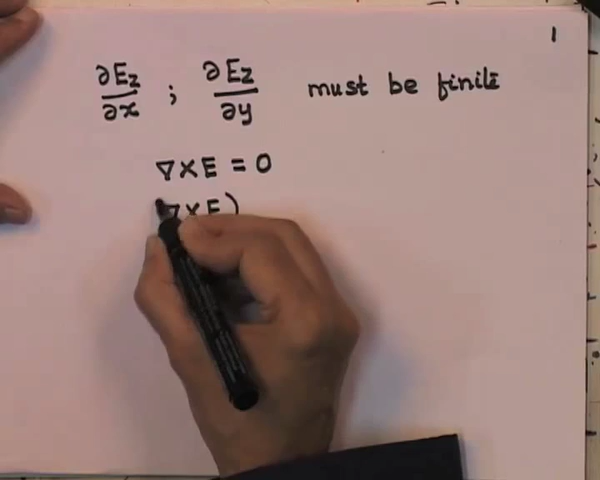 1
∂Ez/∂x ; ∂Ez/∂y must be finite
∇×E = 0
∇×E)